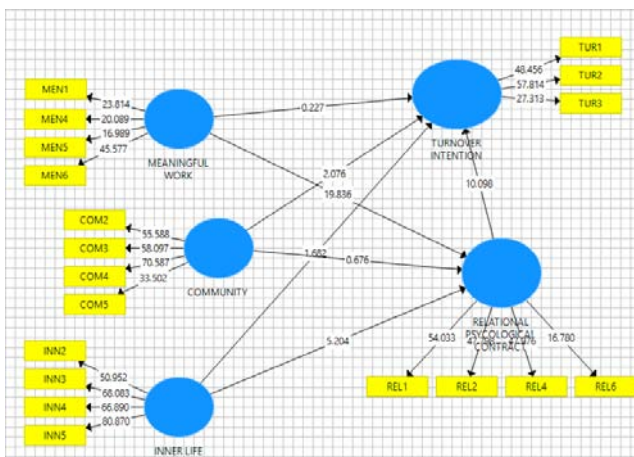 TUR1
48.456
MEN1
TUR2
57.814
23.814
27.313
TUR3
MEN4
20.089
0.227
MEN5
16.989
TURNOVER
INTENTION
45.577
MEN6
MEANINGFUL
WORK
2.076
19.836
10.098
COM2
55.588
COM3
58.097
1.662
0.676
COM4
70.587
33.502
COM5
COMMUNITY
RELATIONAL
PSYCOLOGICAL
CONTRACT
5.204
54.033
16.780
INN2
50.952
REL1
REL2
REL4
REL6
INN3
68.083
INN4
66.890
80.870
INN5
INNER LIFE